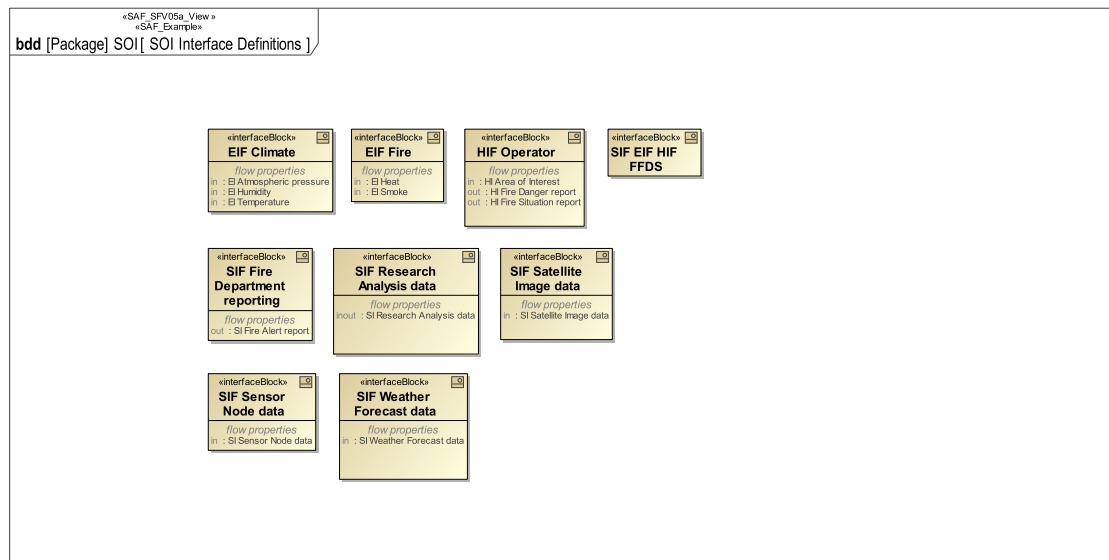 «SAF_SFV05a_View »
«SAF_Example»
bdd [Package] SOI[ SOI Interface Definitions ]
«interfaceBlock»
EIF Climate
flow properties
in : EI Atmospheric pressure
in : EI Humidity
in : EI Temperature
«interfaceBlock»
EIF Fire
flow properties
in : EI Heat
in : EI Smoke
«interfaceBlock»
HIF Operator
flow properties
in : HI Area of Interest
out : HI Fire Danger report
out : HI Fire Situation report
«interfaceBlock»
SIF EIF HIF
FFDS
«interfaceBlock»
SIF Fire
Department
reporting
flow properties
out : SI Fire Alert report
«interfaceBlock»
SIF Research
Analysis data
flow properties
inout : SI Research Analysis data
«interfaceBlock»
SIF Satellite
Image data
flow properties
in : SI Satellite Image data
«interfaceBlock»
SIF Sensor
Node data
flow properties
in : SI Sensor Node data
«interfaceBlock»
SIF Weather
Forecast data
flow properties
in : SI Weather Forecast data